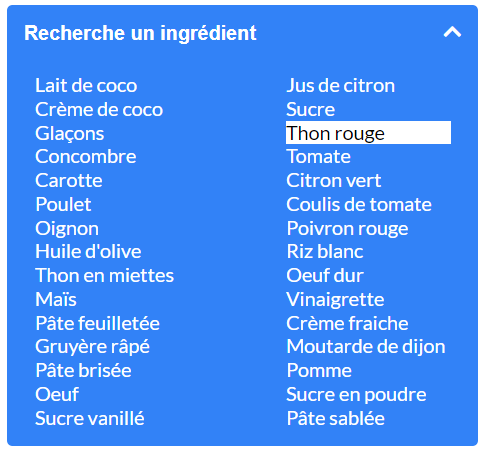 Recherche un ingrédient
Lait de coco
Jus de citron
Crème de coco
Sucre
Glaçons
Thon rouge
Concombre
Tomate
Carotte
Citron vert
Poulet
Coulis de tomate
Oignon
Poivron rouge
Huile d'olive
Riz blanc
Thon en miettes
Oeuf dur
Maïs
Vinaigrette
Pâte feuilletée
Crème fraiche
Gruyère râpé
Moutarde de dijon
Pâte brisée
Pomme
Oeuf
Sucre en poudre
Sucre vanillé
Pâte sablée